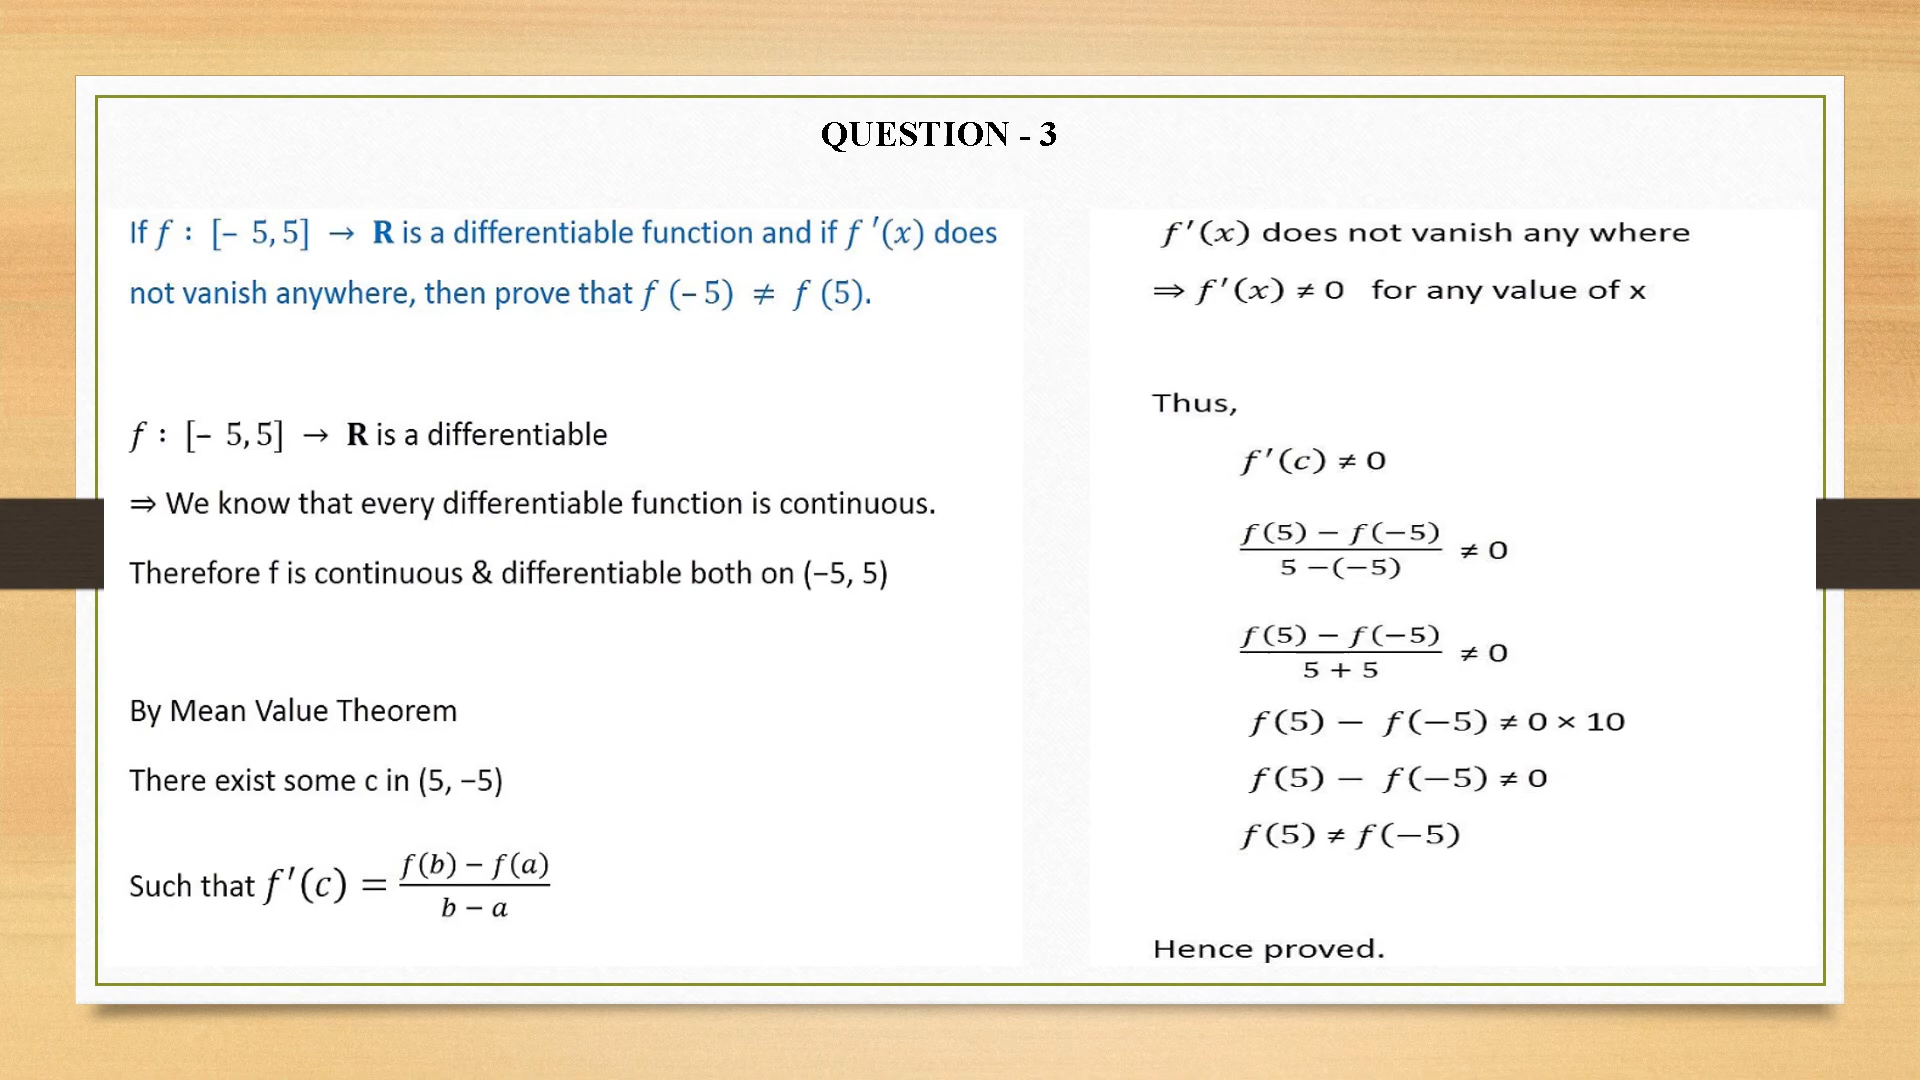 QUESTION - 3
If f : [– 5, 5] → R is a differentiable function and if f ′(x) does
not vanish anywhere, then prove that f (– 5) ≠ f (5).
f : [– 5, 5] → R is a differentiable
⇒ We know that every differentiable function is continuous.
Therefore f is continuous & differentiable both on (−5, 5)
By Mean Value Theorem
There exist some c in (5, −5)
Such that f′(c) = \frac{f(b) − f(a)}{b − a}
f′(x) does not vanish any where
⇒ f′(x) ≠ 0 for any value of x
Thus,
f′(c) ≠ 0
\frac{f(5) − f(−5)}{5 −(−5)} ≠ 0
\frac{f(5) − f(−5)}{5 + 5} ≠ 0
f(5) − f(−5) ≠ 0 × 10
f(5) − f(−5) ≠ 0
f(5) ≠ f(−5)
Hence proved.